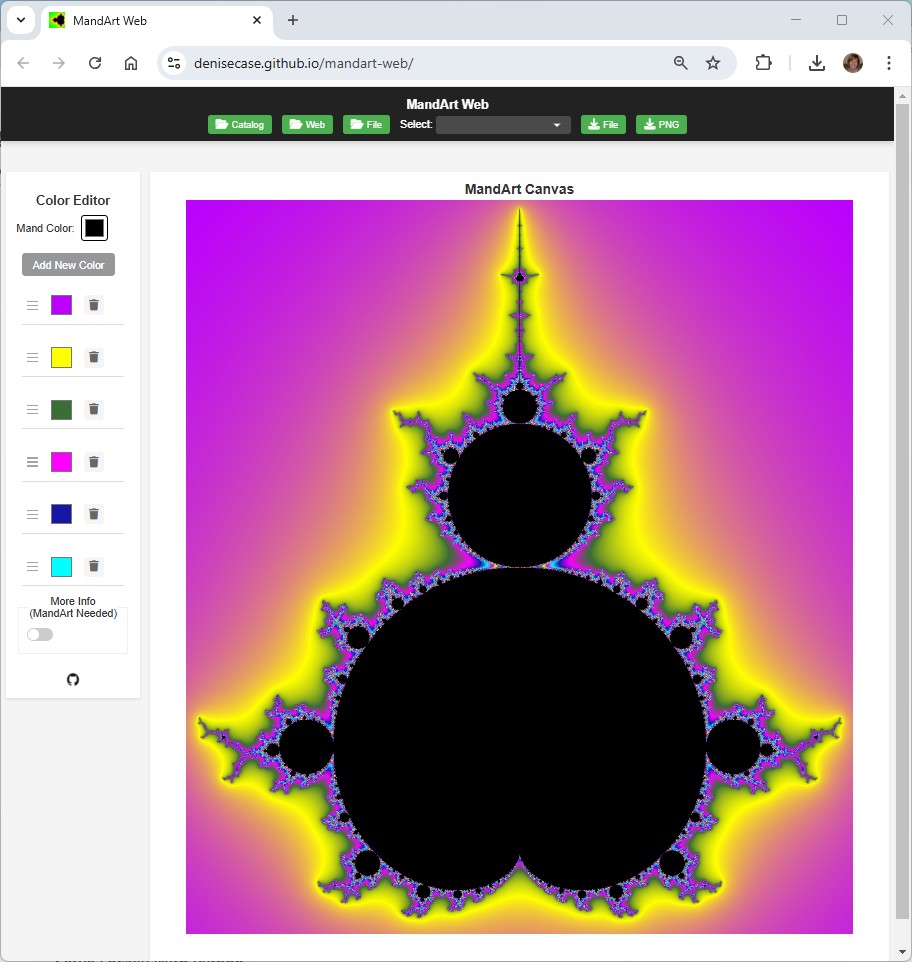 MandArt Web
denisecase.github.io/mandart-web/
MandArt Web
Catalog Web File Select: File PNG
Color Editor
MandArt Canvas
Mand Color:
Add New Color
More Info
(MandArt Needed)